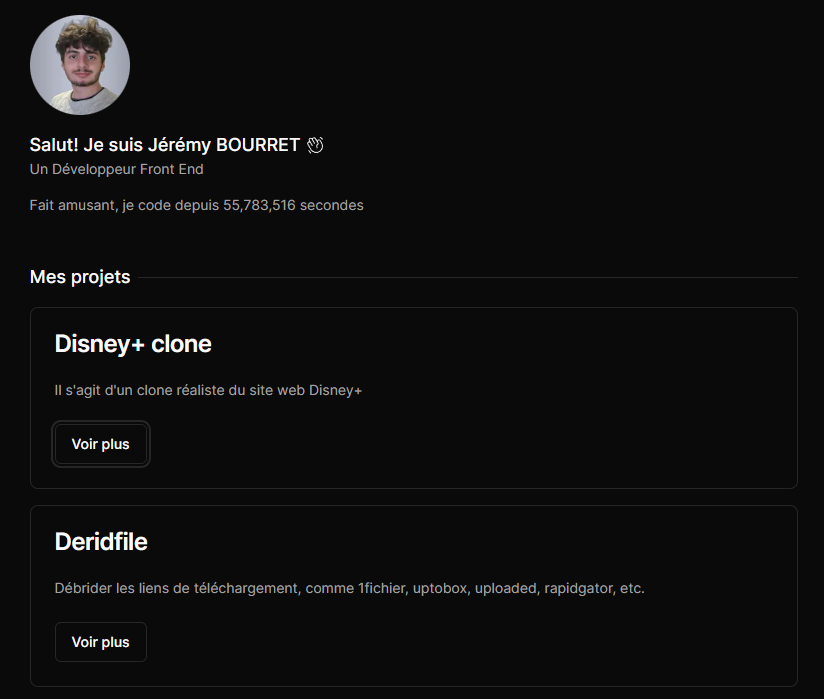 Salut! Je suis Jérémy BOURRET 👋
Un Développeur Front End
Fait amusant, je code depuis 55,783,516 secondes
Mes projets
Disney+ clone
Il s'agit d'un clone réaliste du site web Disney+
Voir plus
Deridfile
Débrider les liens de téléchargement, comme 1fichier, uptobox, uploaded, rapidgator, etc.
Voir plus